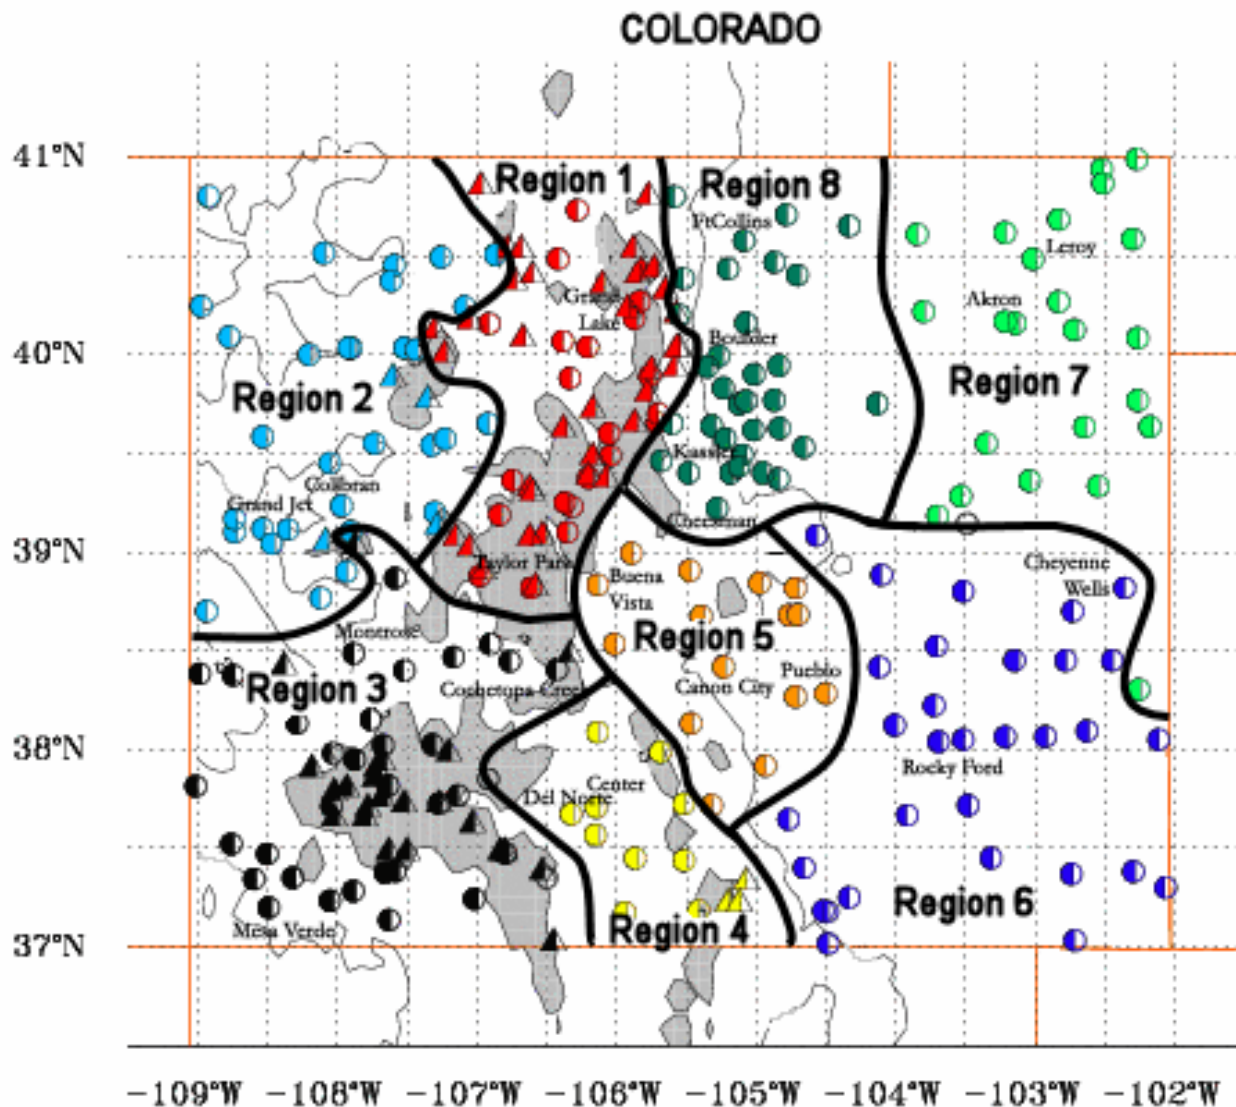 COLORADO
41°N
Region 1
Region 8
FtCollins
Leroy
Grand
Lake
Akron
40°N
Boulder
Region 2
Region 7
Kassler
Collbran
Grand Jct
Cheesman
39°N
Taylor Park
Buena
Vista
Cheyenne
Wells
Montrose
Region 5
Region 3
Cochetopa Creek
Canon City
Pueblo
38°N
Rocky Ford
Center
Del Norte
Region 6
Mesa Verde
Region 4
37°N
-109°W -108°W -107°W -106°W -105°W -104°W -103°W -102°W